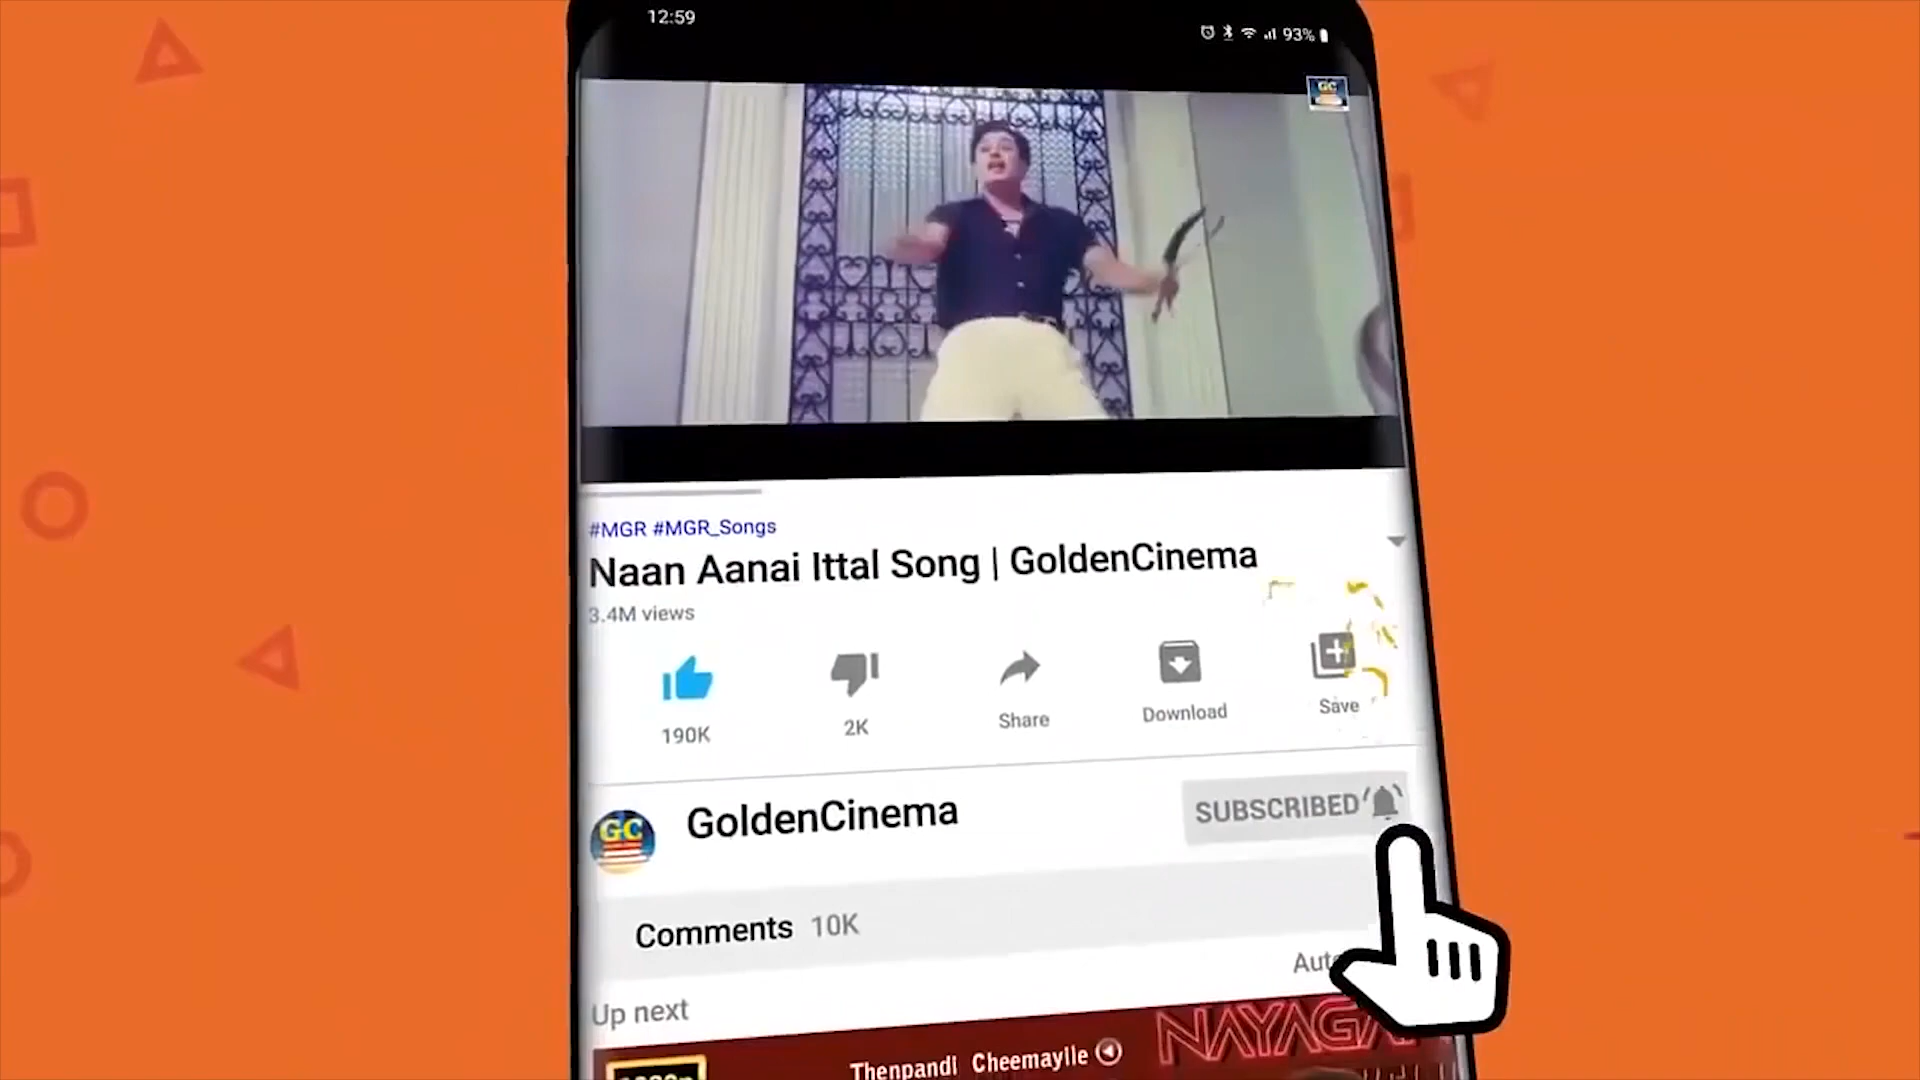 12:59
93%
GC
#MGR #MGR_Songs
Naan Aanai Ittal Song | GoldenCinema
3.4M views
190K
2K
Share
Download
Save
GC
GoldenCinema
SUBSCRIBED
Comments 10K
Up next
Thenpandi Cheemaylle